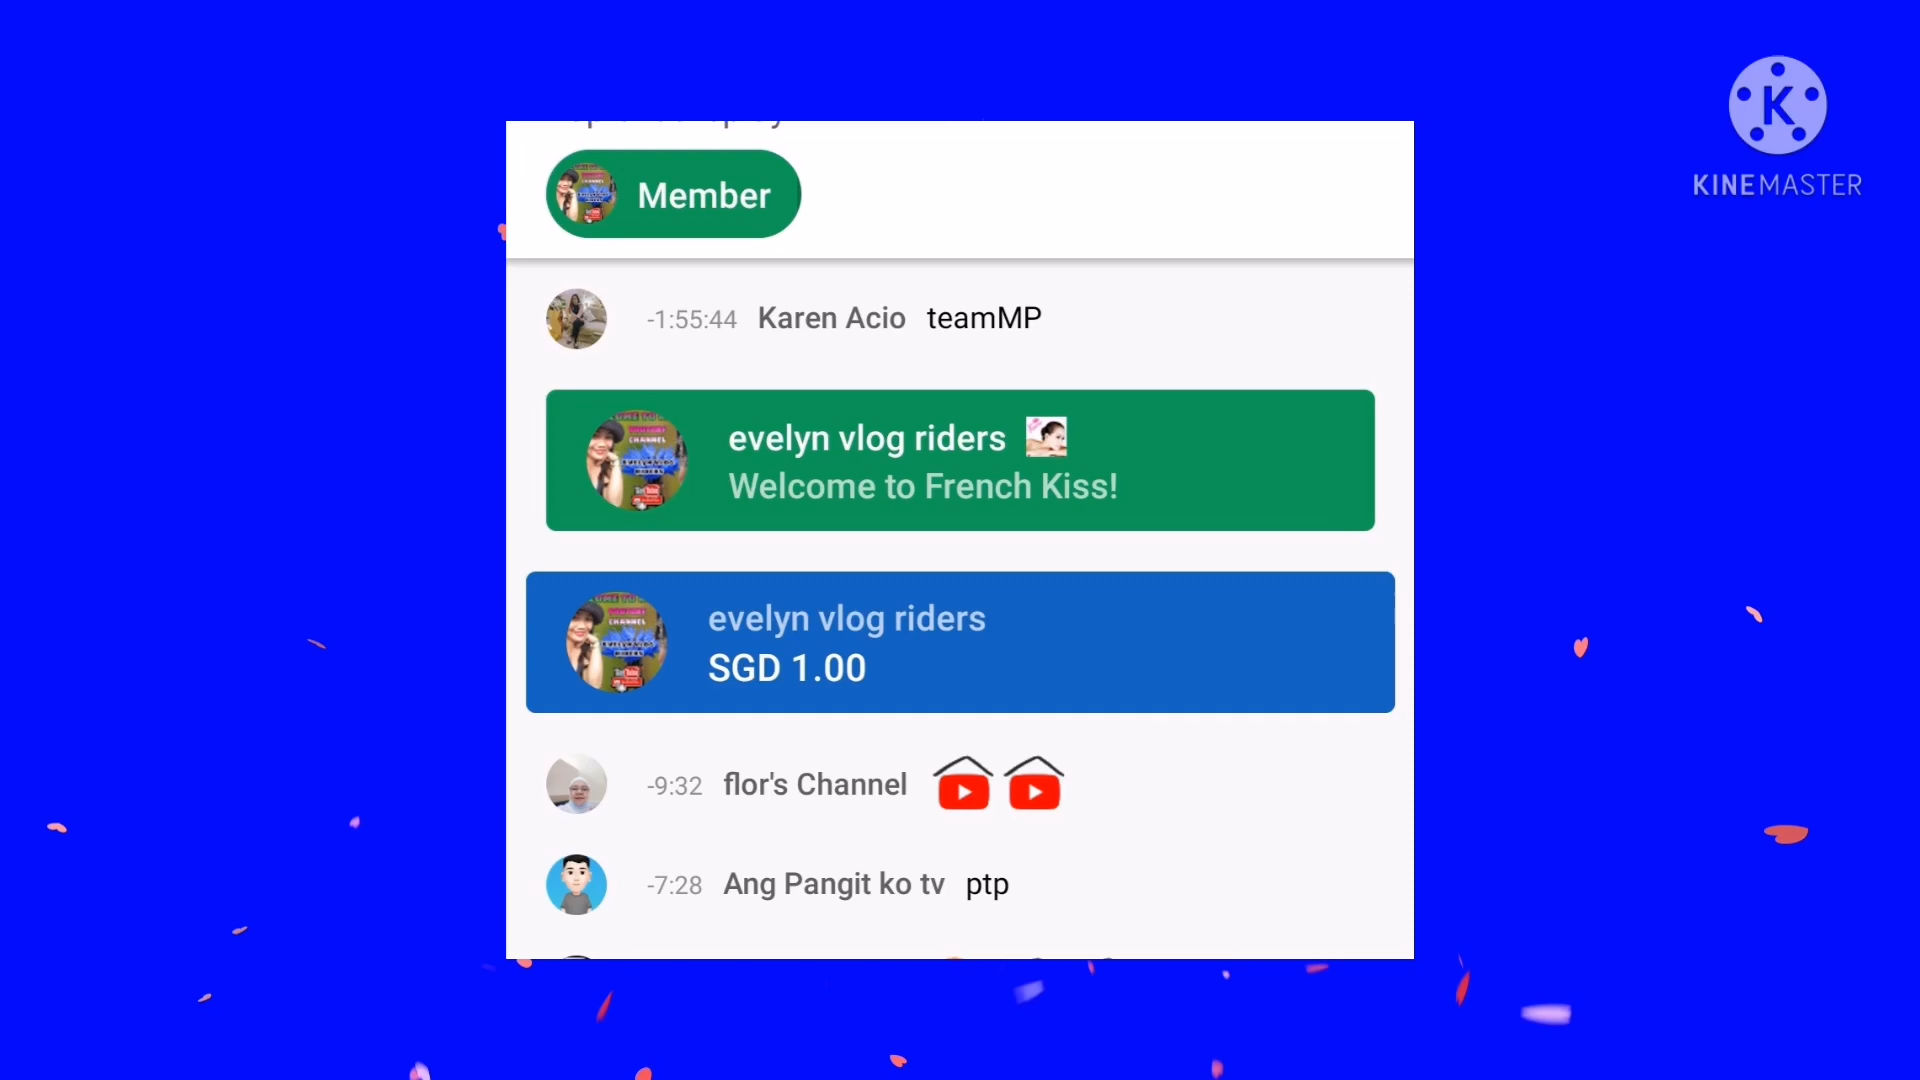 KINEMASTER
Member
-1:55:44 Karen Acio teamMP
evelyn vlog riders
Welcome to French Kiss!
evelyn vlog riders
SGD 1.00
-9:32 flor's Channel
-7:28 Ang Pangit ko tv ptp